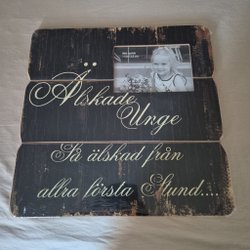 Älskade
Unge
Så älskad från
allra första Stund....